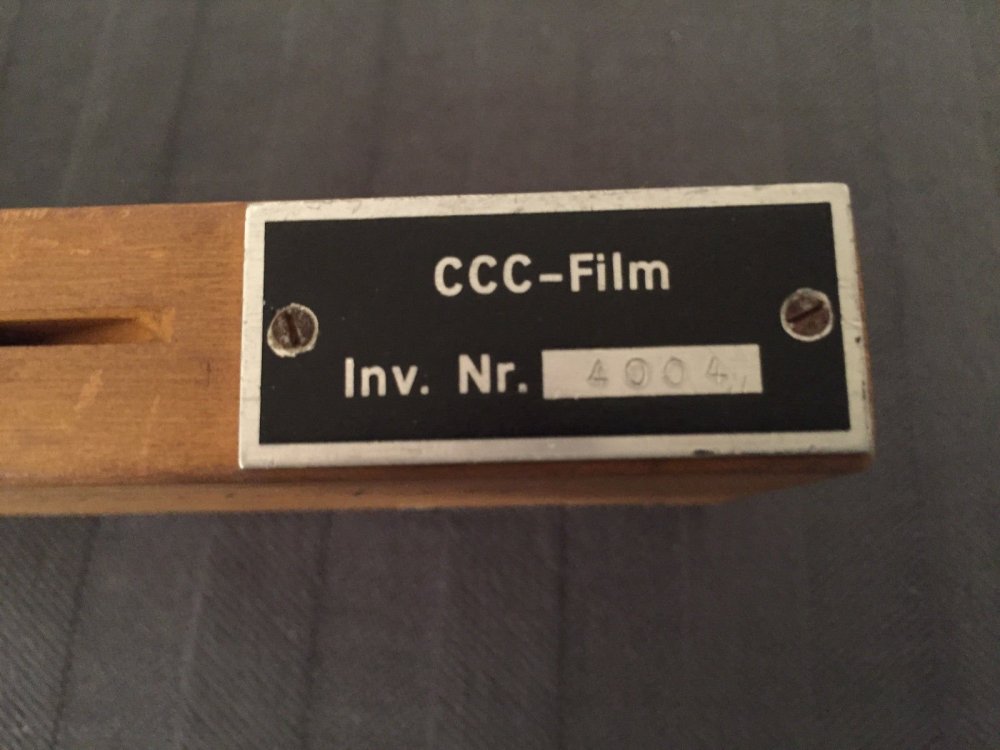 CCC-Film
Inv. Nr. 4004